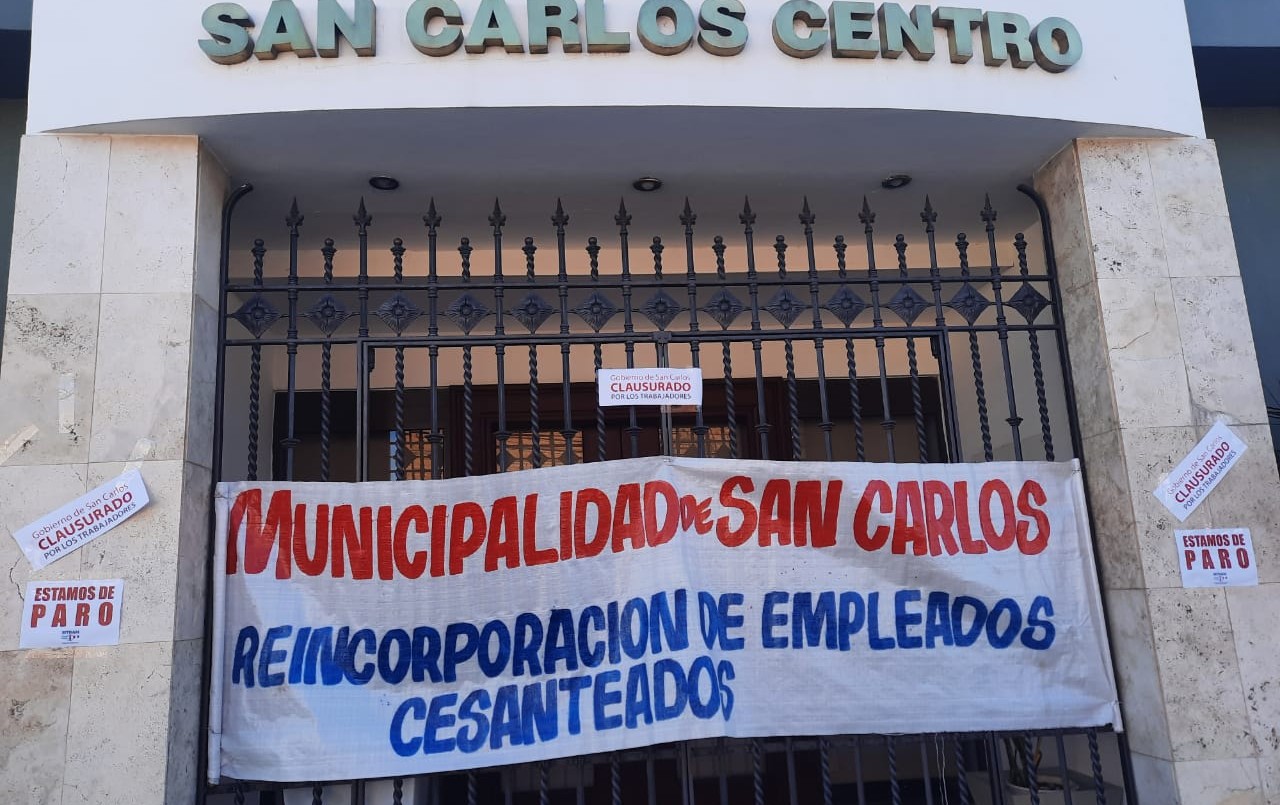 SAN CARLOS CENTRO
Gobierno de San Carlos
CLAUSURADO
POR LOS TRABAJADORES
MUNICIPALIDAD DE SAN CARLOS
REINCORPORACION DE EMPLEADOS
CESANTEADOS
Gobierno de San Carlos
CLAUSURADO
POR LOS TRABAJADORES
ESTAMOS DE
PARO
Gobierno de San Carlos
CLAUSURADO
POR LOS TRABAJADORES
ESTAMOS DE
PARO